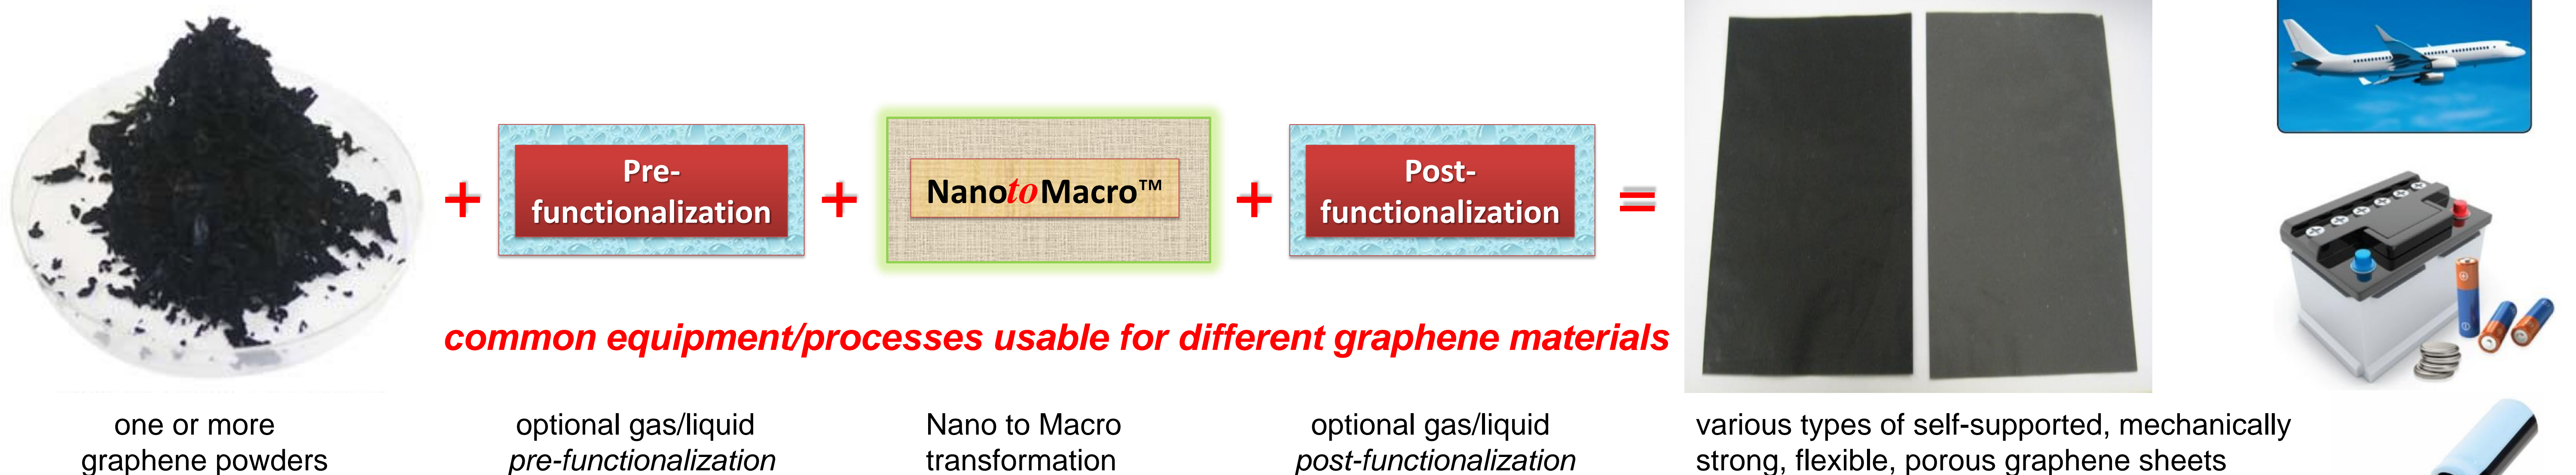 +
Pre-
functionalization
+
NanotoMacro™
+
Post-
functionalization
=
common equipment/processes usable for different graphene materials
one or more
graphene powders
optional gas/liquid
pre-functionalization
Nano to Macro
transformation
optional gas/liquid
post-functionalization
various types of self-supported, mechanically
strong, flexible, porous graphene sheets